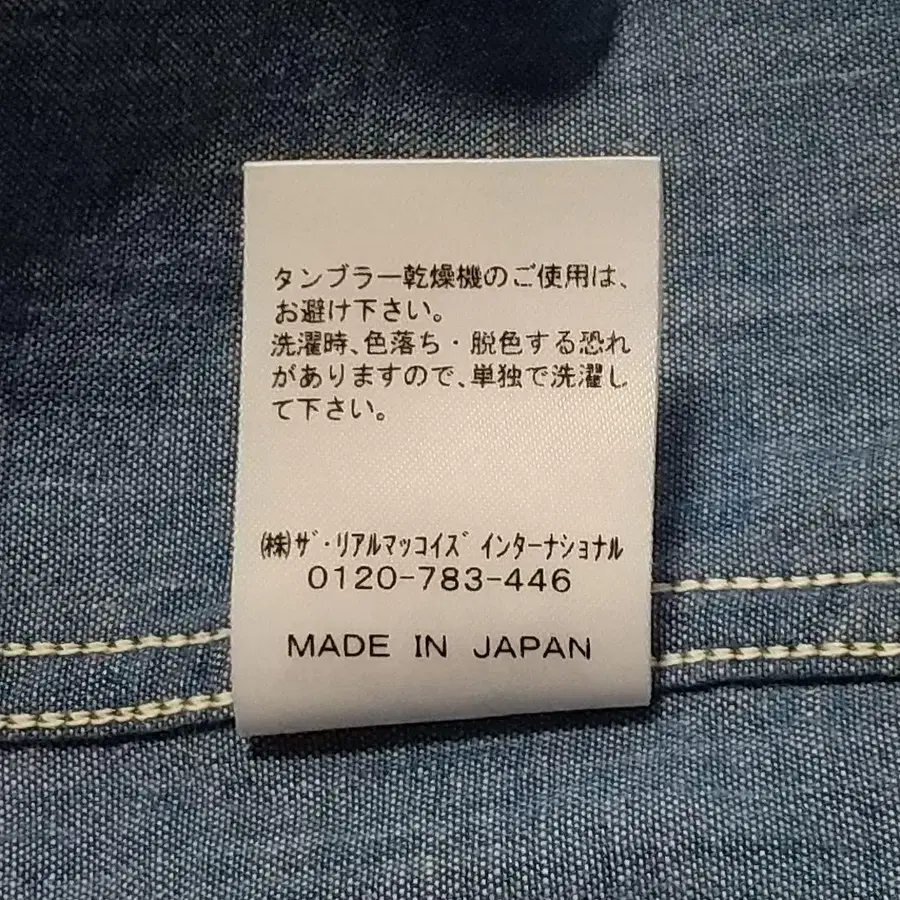 タンブラー乾燥機のご使用は、
お避け下さい。
洗濯時、色落ち・脱色する恐れ
がありますので、単独で洗濯し
て下さい。
㈱ｻﾞ・ﾘｱﾙﾏｯｺｲｽﾞ ｲﾝﾀｰﾅｼｮﾅﾙ
0120-783-446
MADE IN JAPAN